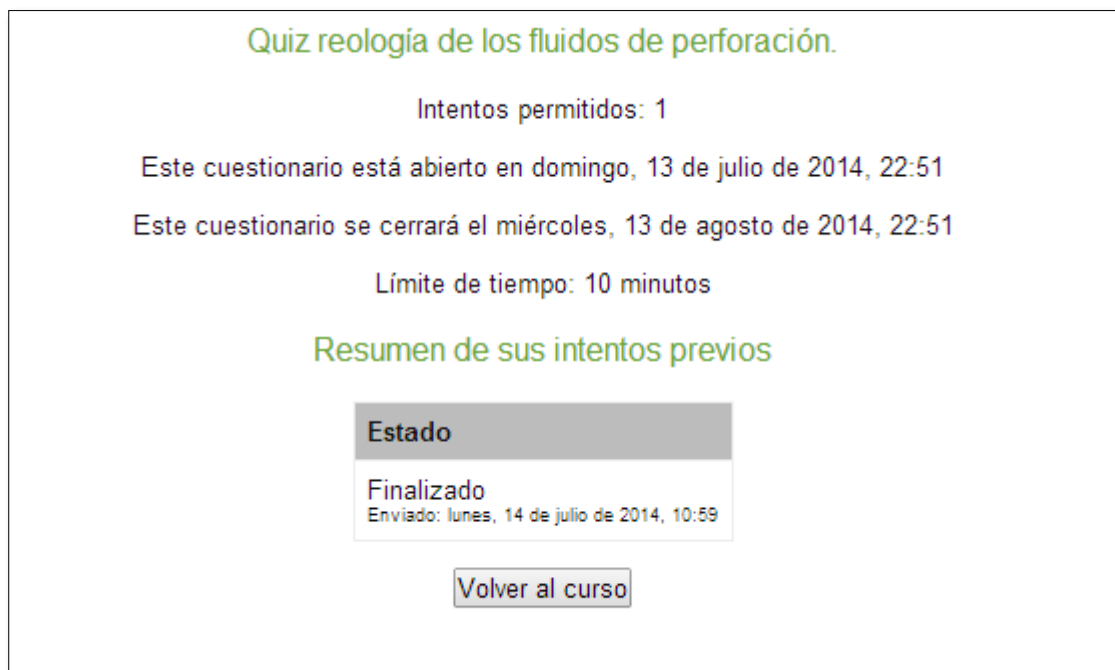 Quiz reología de los fluidos de perforación.
Intentos permitidos: 1
Este cuestionario está abierto en domingo, 13 de julio de 2014, 22:51
Este cuestionario se cerrará el miércoles, 13 de agosto de 2014, 22:51
Límite de tiempo: 10 minutos
Resumen de sus intentos previos
Estado
Finalizado
Enviado: lunes, 14 de julio de 2014, 10:59
Volver al curso